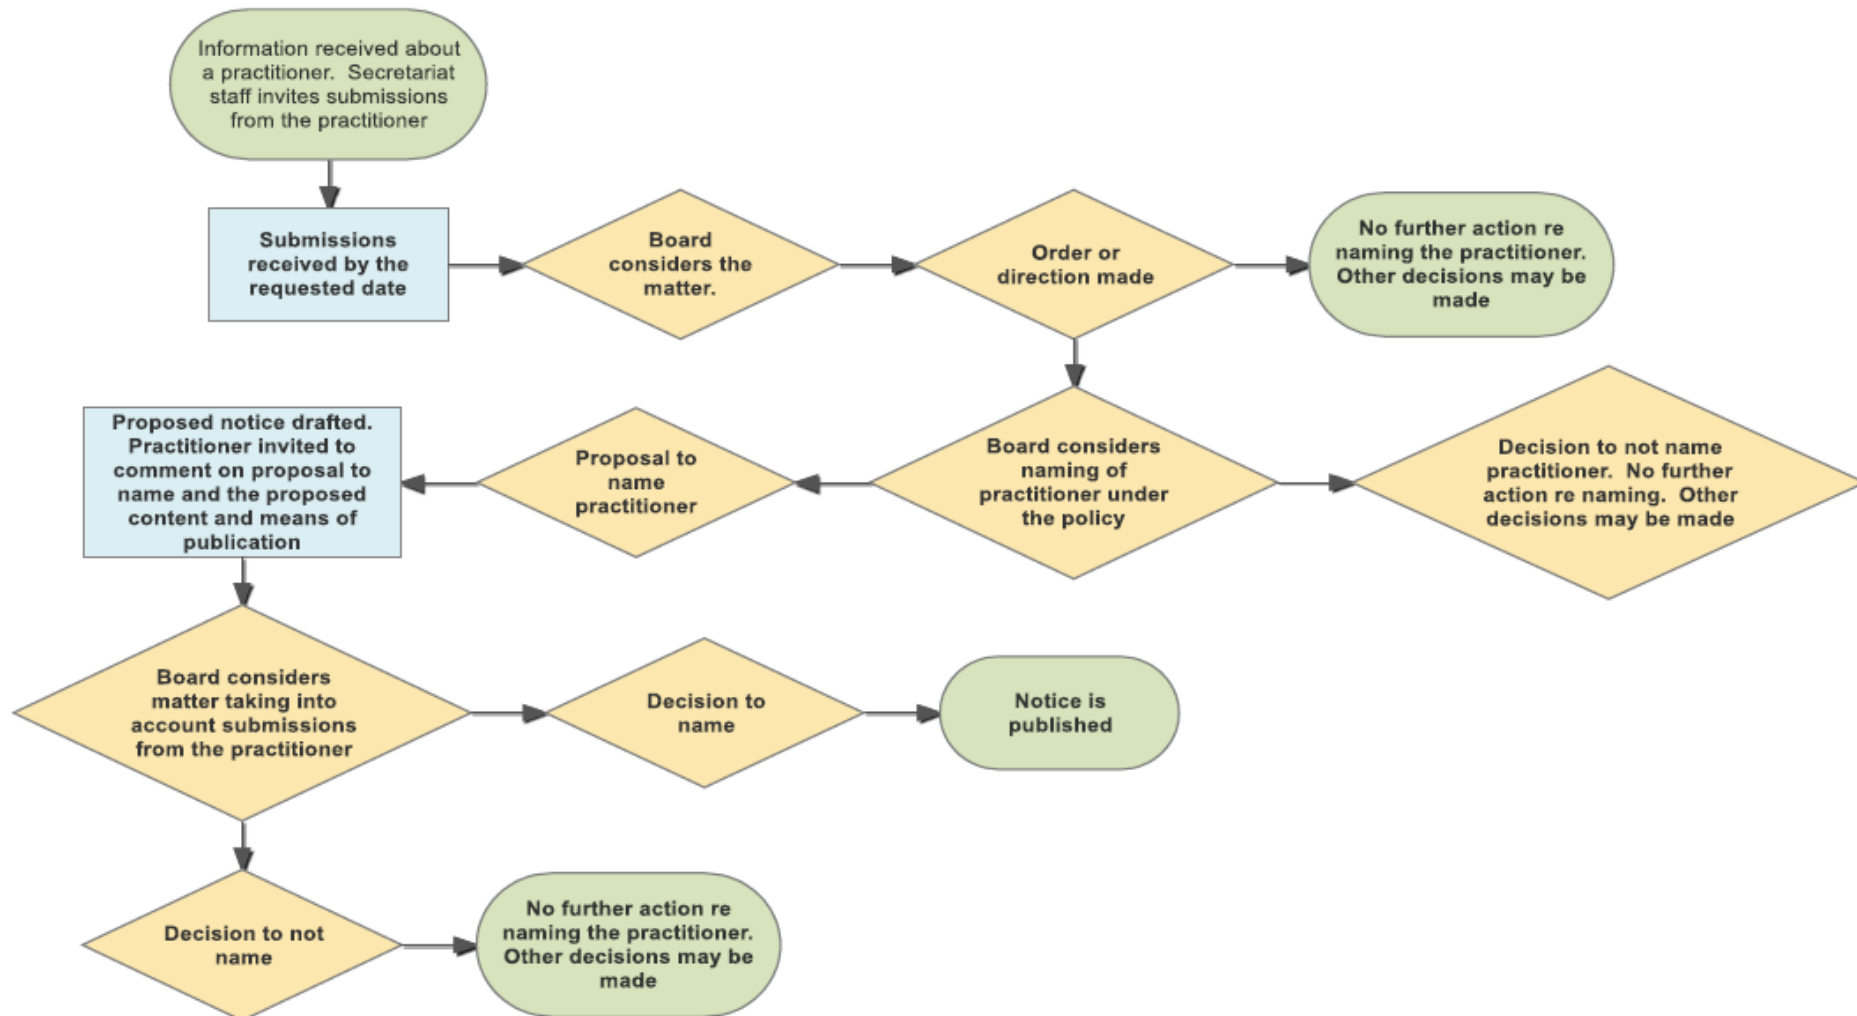 Information received about
a practitioner.  Secretariat
staff invites submissions
from the practitioner
Submissions
received by the
requested date
Board
considers the
matter.
Order or
direction made
No further action re
naming the practitioner.
Other decisions may be
made
Proposed notice drafted.
Practitioner invited to
comment on proposal to
name and the proposed
content and means of
publication
Proposal to
name
practitioner
Board considers
naming of
practitioner under
the policy
Decision to not name
practitioner.  No further
action re naming.  Other
decisions may be made
Board considers
matter taking into
account submissions
from the practitioner
Decision to
name
Notice is
published
Decision to not
name
No further action re
naming the practitioner.
Other decisions may be
made